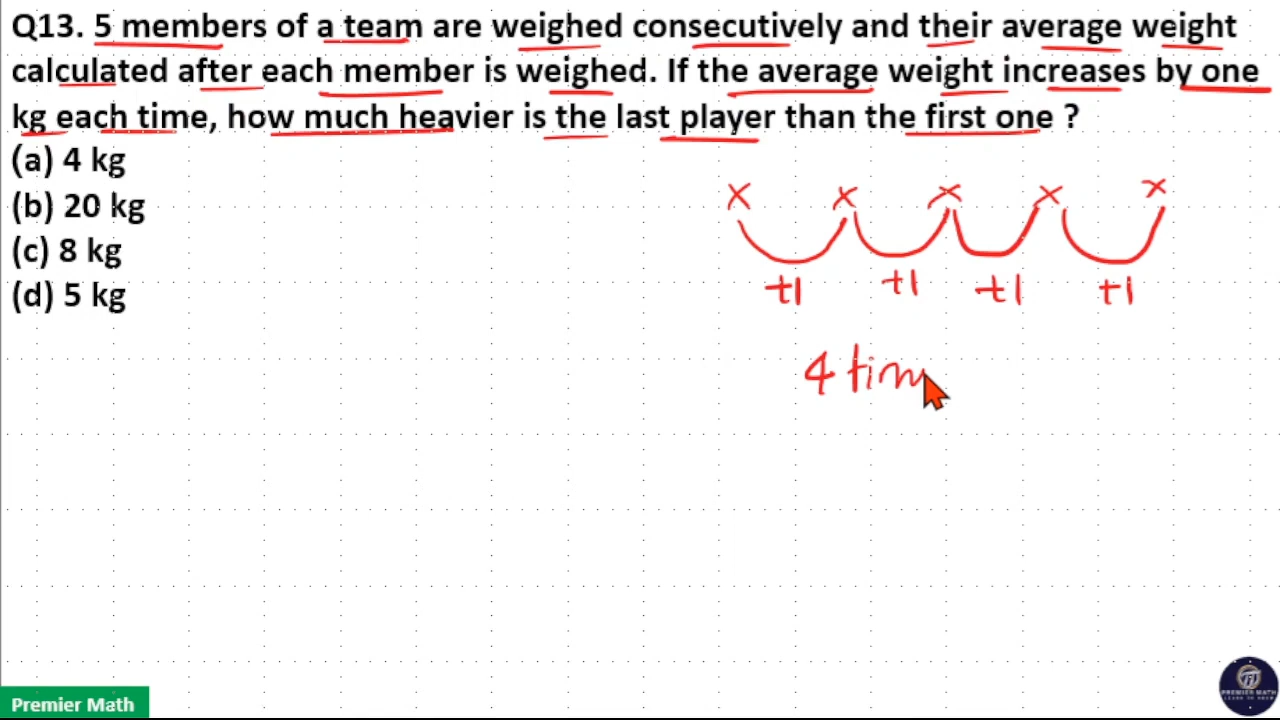 Q13. 5 members of a team are weighed consecutively and their average weight
calculated after each member is weighed. If the average weight increases by one
kg each time, how much heavier is the last player than the first one ?
(a) 4 kg
(b) 20 kg
(c) 8 kg
(d) 5 kg
x x x x x
+1 +1 +1 +1
4 tim
Premier Math
PREMIER MATH